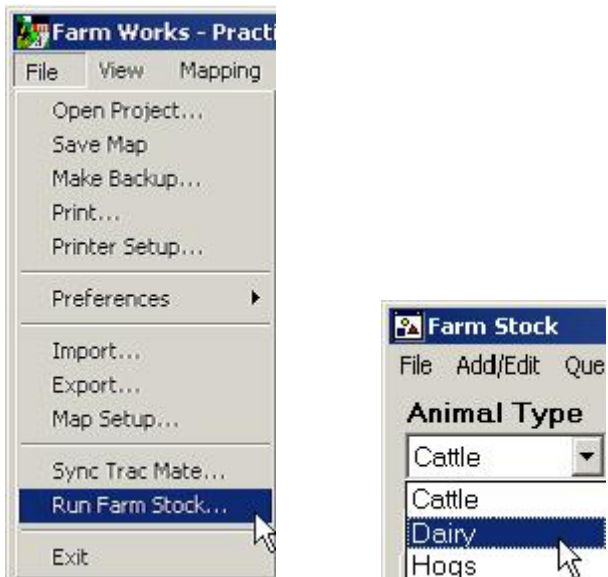 Farm Works - Practi
File View Mapping
Open Project...
Save Map
Make Backup...
Print...
Printer Setup...
Preferences
Import...
Export...
Map Setup...
Sync Trac Mate...
Run Farm Stock...
Exit
Farm Stock
File Add/Edit Que
Animal Type
Cattle
Cattle
Dairy
Hogs